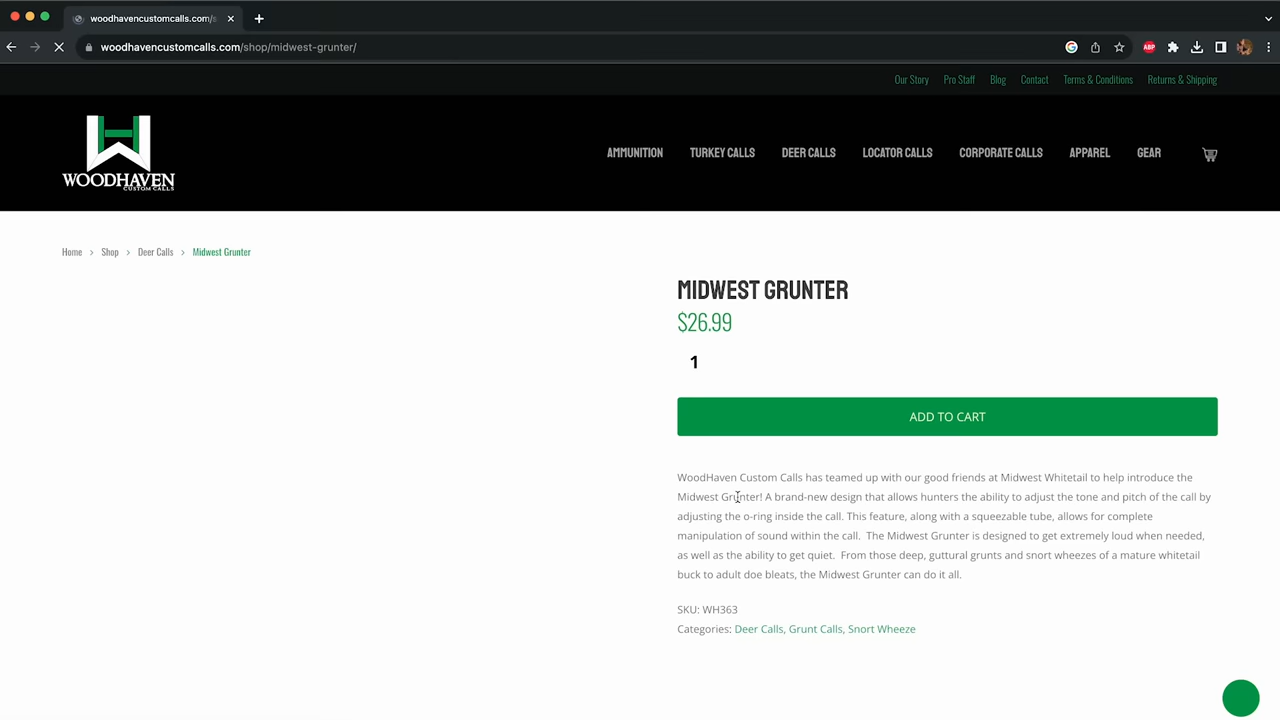 woodhavencustomcalls.com/s
woodhavencustomcalls.com/shop/midwest-grunter/
ABP
Our Story Pro Staff Blog Contact Terms & Conditions Returns & Shipping
WOODHAVEN
CUSTOM CALLS
AMMUNITION TURKEY CALLS DEER CALLS LOCATOR CALLS CORPORATE CALLS APPAREL GEAR
Home > Shop > Deer Calls > Midwest Grunter
MIDWEST GRUNTER
$26.99
1
ADD TO CART
WoodHaven Custom Calls has teamed up with our good friends at Midwest Whitetail to help introduce the
Midwest Grunter! A brand-new design that allows hunters the ability to adjust the tone and pitch of the call by
adjusting the o-ring inside the call. This feature, along with a squeezable tube, allows for complete
manipulation of sound within the call. The Midwest Grunter is designed to get extremely loud when needed,
as well as the ability to get quiet. From those deep, guttural grunts and snort wheezes of a mature whitetail
buck to adult doe bleats, the Midwest Grunter can do it all.
SKU: WH363
Categories: Deer Calls, Grunt Calls, Snort Wheeze